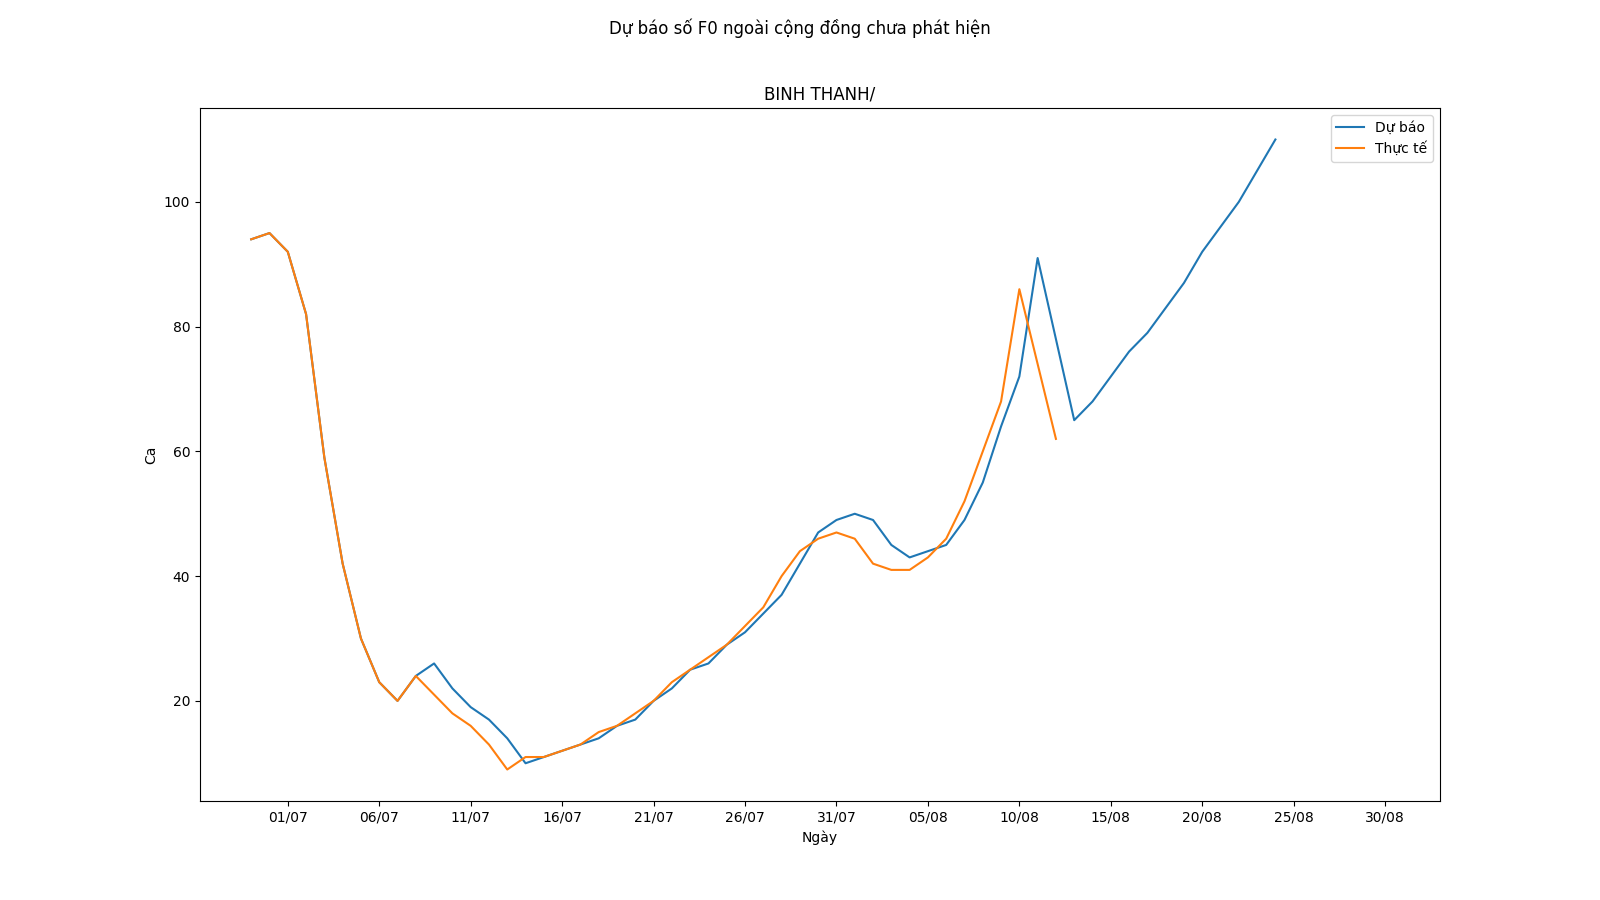 Dự báo số F0 ngoài cộng đồng chưa phát hiện
BINH THANH/
Dự báo
Thực tế
100
80
60
40
20
Ca
01/07 06/07 11/07 16/07 21/07 26/07 31/07 05/08 10/08 15/08 20/08 25/08 30/08
Ngày